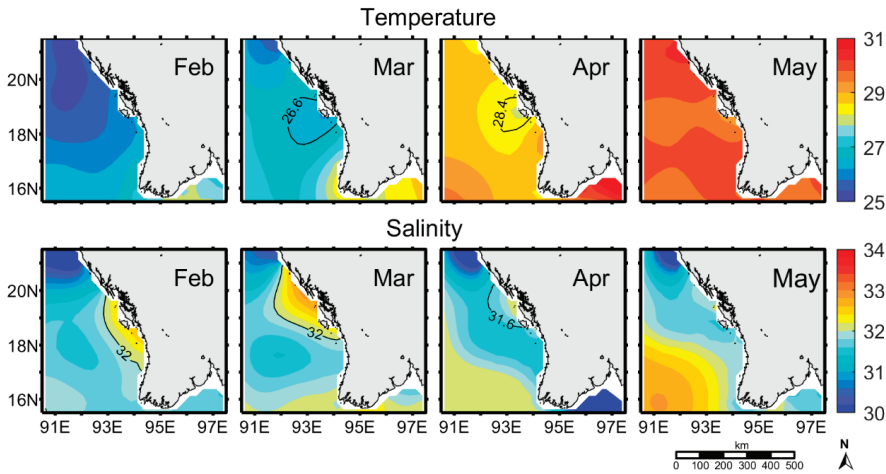 Temperature
Feb Mar Apr May
26.6 28.4
20N 18N 16N
31 29 27 25
Salinity
Feb Mar Apr May
32 32 31.6
20N 18N 16N
34 33 32 31 30
91E 93E 95E 97E 91E 93E 95E 97E 91E 93E 95E 97E 91E 93E 95E 97E
km
0 100 200 300 400 500
N